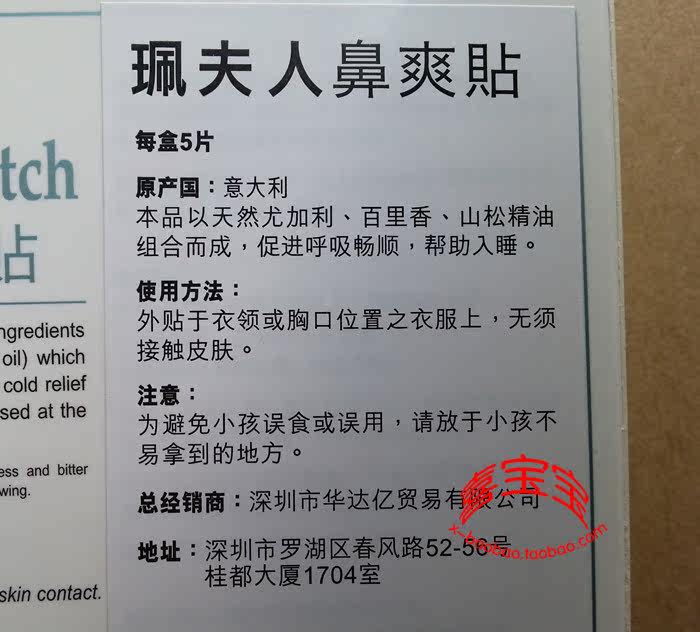 珮夫人鼻爽貼
每盒5片
原产国：意大利
本品以天然尤加利、百里香、山松精油
组合而成，促进呼吸畅顺，帮助入睡。
使用方法：
外贴于衣领或胸口位置之衣服上，无须
接触皮肤。
注意：
为避免小孩误食或误用，请放于小孩不
易拿到的地方。
总经销商：深圳市华达亿贸易有限公司
地址：深圳市罗湖区春风路52-56号
桂都大厦1704室
tch
贴
ngredients
oil) which
cold relief
sed at the
ess and bitter
wing.
skin contact.
宝宝